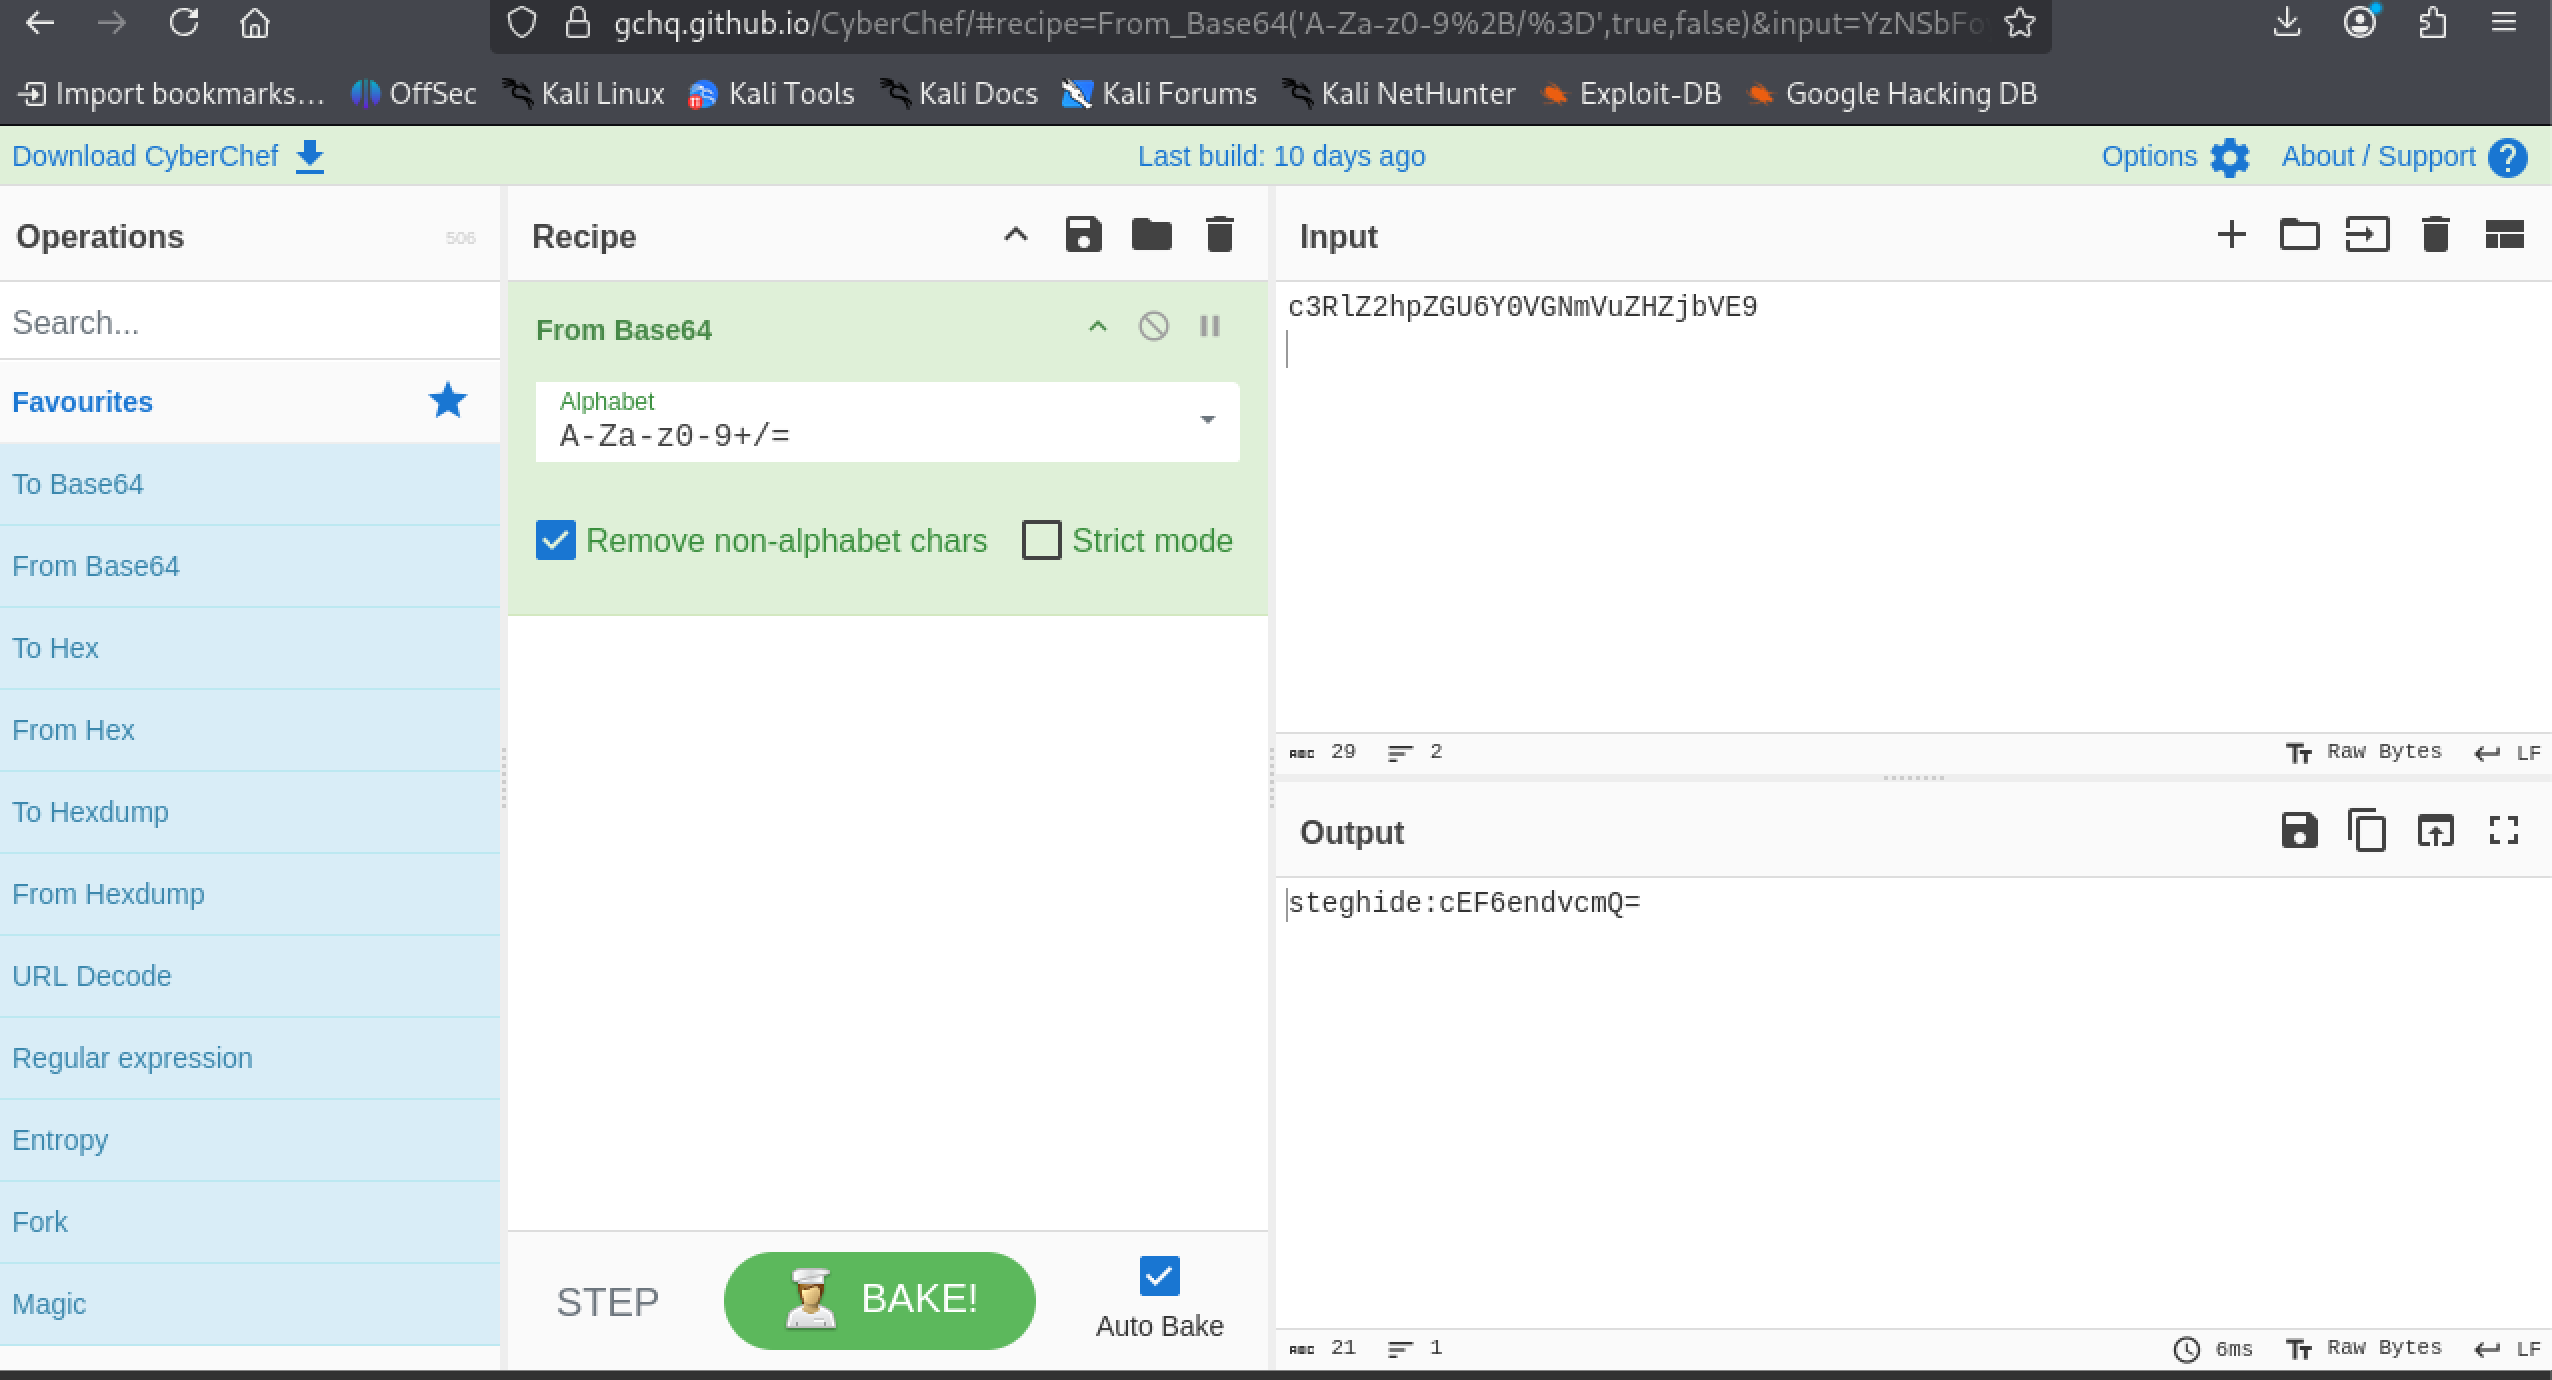 gchq.github.io/CyberChef/#recipe=From_Base64('A-Za-z0-9%2B/%3D',true,false)&input=YzNSbFo
Import bookmarks... OffSec Kali Linux Kali Tools Kali Docs Kali Forums Kali NetHunter Exploit-DB Google Hacking DB
Download CyberChef Last build: 10 days ago Options About / Support
Operations 506
Search...
Favourites
To Base64
From Base64
To Hex
From Hex
To Hexdump
From Hexdump
URL Decode
Regular expression
Entropy
Fork
Magic
Recipe
From Base64
Alphabet
A-Za-z0-9+/=
Remove non-alphabet chars Strict mode
STEP BAKE! Auto Bake
Input
c3RlZ2hpZGU6Y0VGNmVuZHZjbVE9
ABC 29 2 Raw Bytes LF
Output
steghide:cEF6endvcmQ=
ABC 21 1 6ms Raw Bytes LF